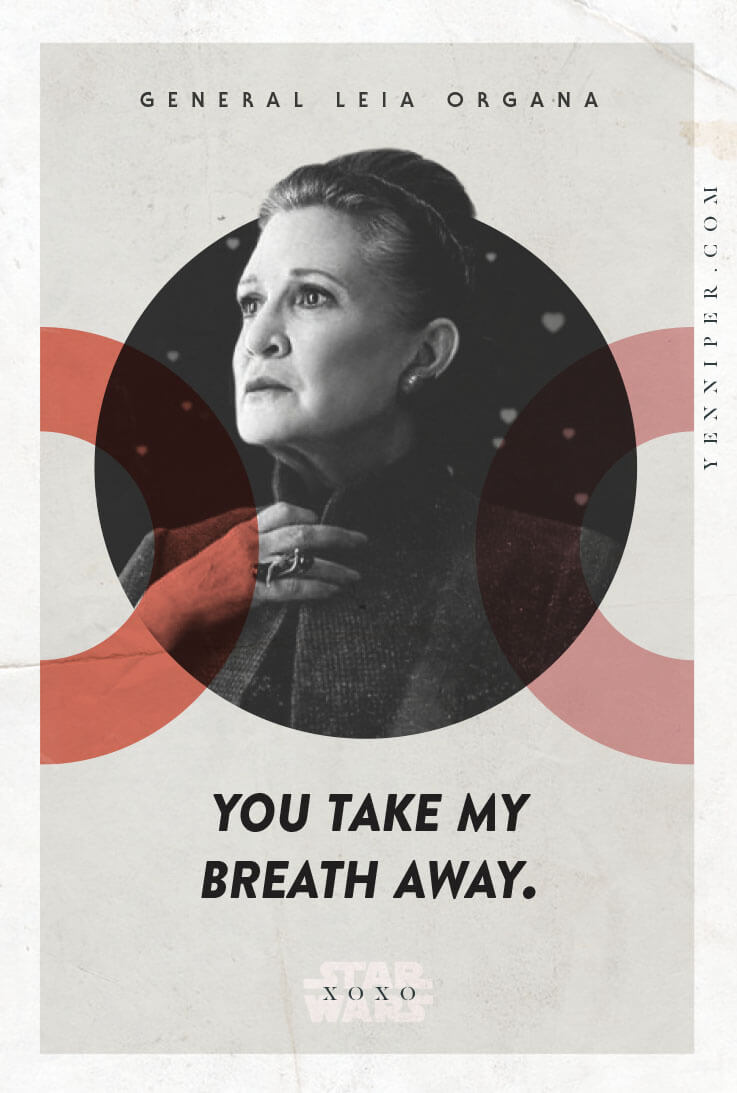 GENERAL LEIA ORGANA
YENNIPER.COM
YOU TAKE MY
BREATH AWAY.
STAR
XOXO
WARS